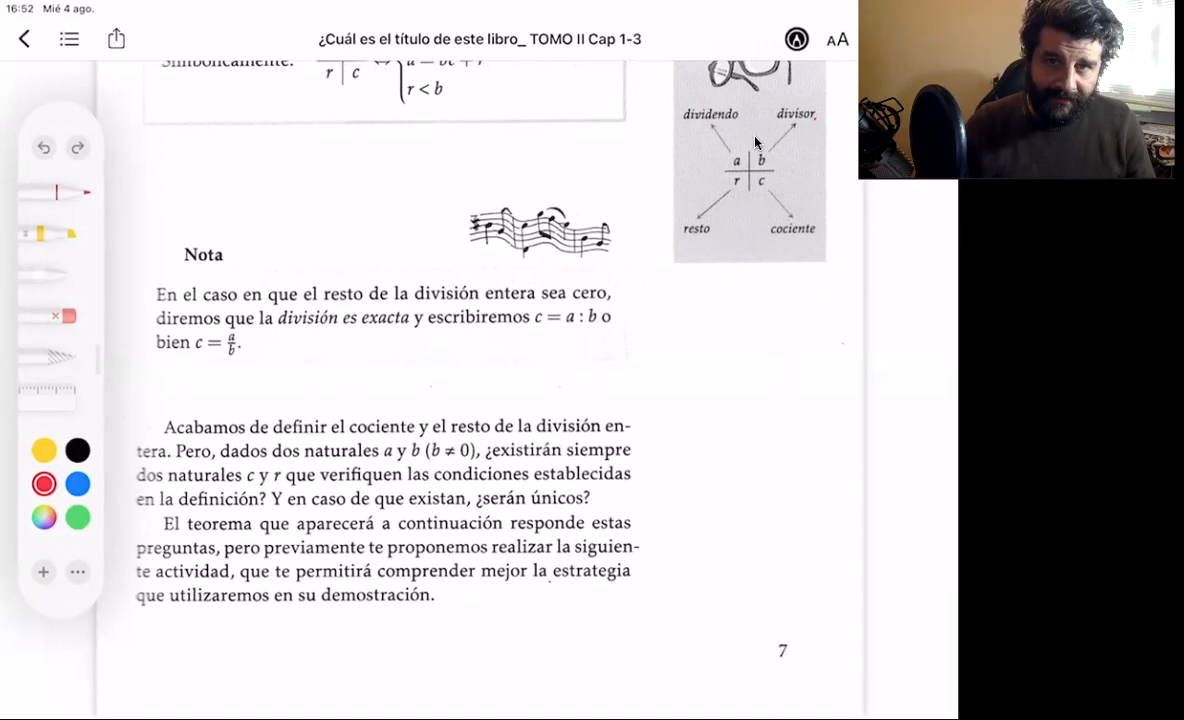 16:52 Mié 4 ago.
¿Cuál es el título de este libro_ TOMO II Cap 1-3
AA
Simbólicamente:
r c
r < b
dividendo divisor
a b
r c
resto cociente
Nota
En el caso en que el resto de la división entera sea cero,
diremos que la división es exacta y escribiremos c = a : b o
bien c = a/b.
Acabamos de definir el cociente y el resto de la división en-
tera. Pero, dados dos naturales a y b (b ≠ 0), ¿existirán siempre
dos naturales c y r que verifiquen las condiciones establecidas
en la definición? Y en caso de que existan, ¿serán únicos?
El teorema que aparecerá a continuación responde estas
preguntas, pero previamente te proponemos realizar la siguien-
te actividad, que te permitirá comprender mejor la estrategia
que utilizaremos en su demostración.
7